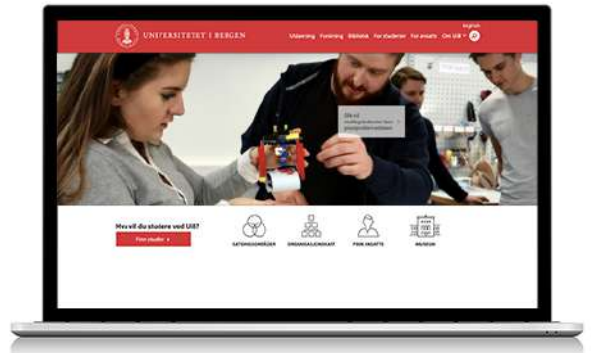 English
UNIVERSITETET I BERGEN
Utdanning Forskning Bibliotek For studenter For ansatte Om UiB
Hva vil du studere ved UiB?
Finn studier
SATSINGSOMRÅDER ORGANISASJONSKART FINN ANSATTE MUSEUM